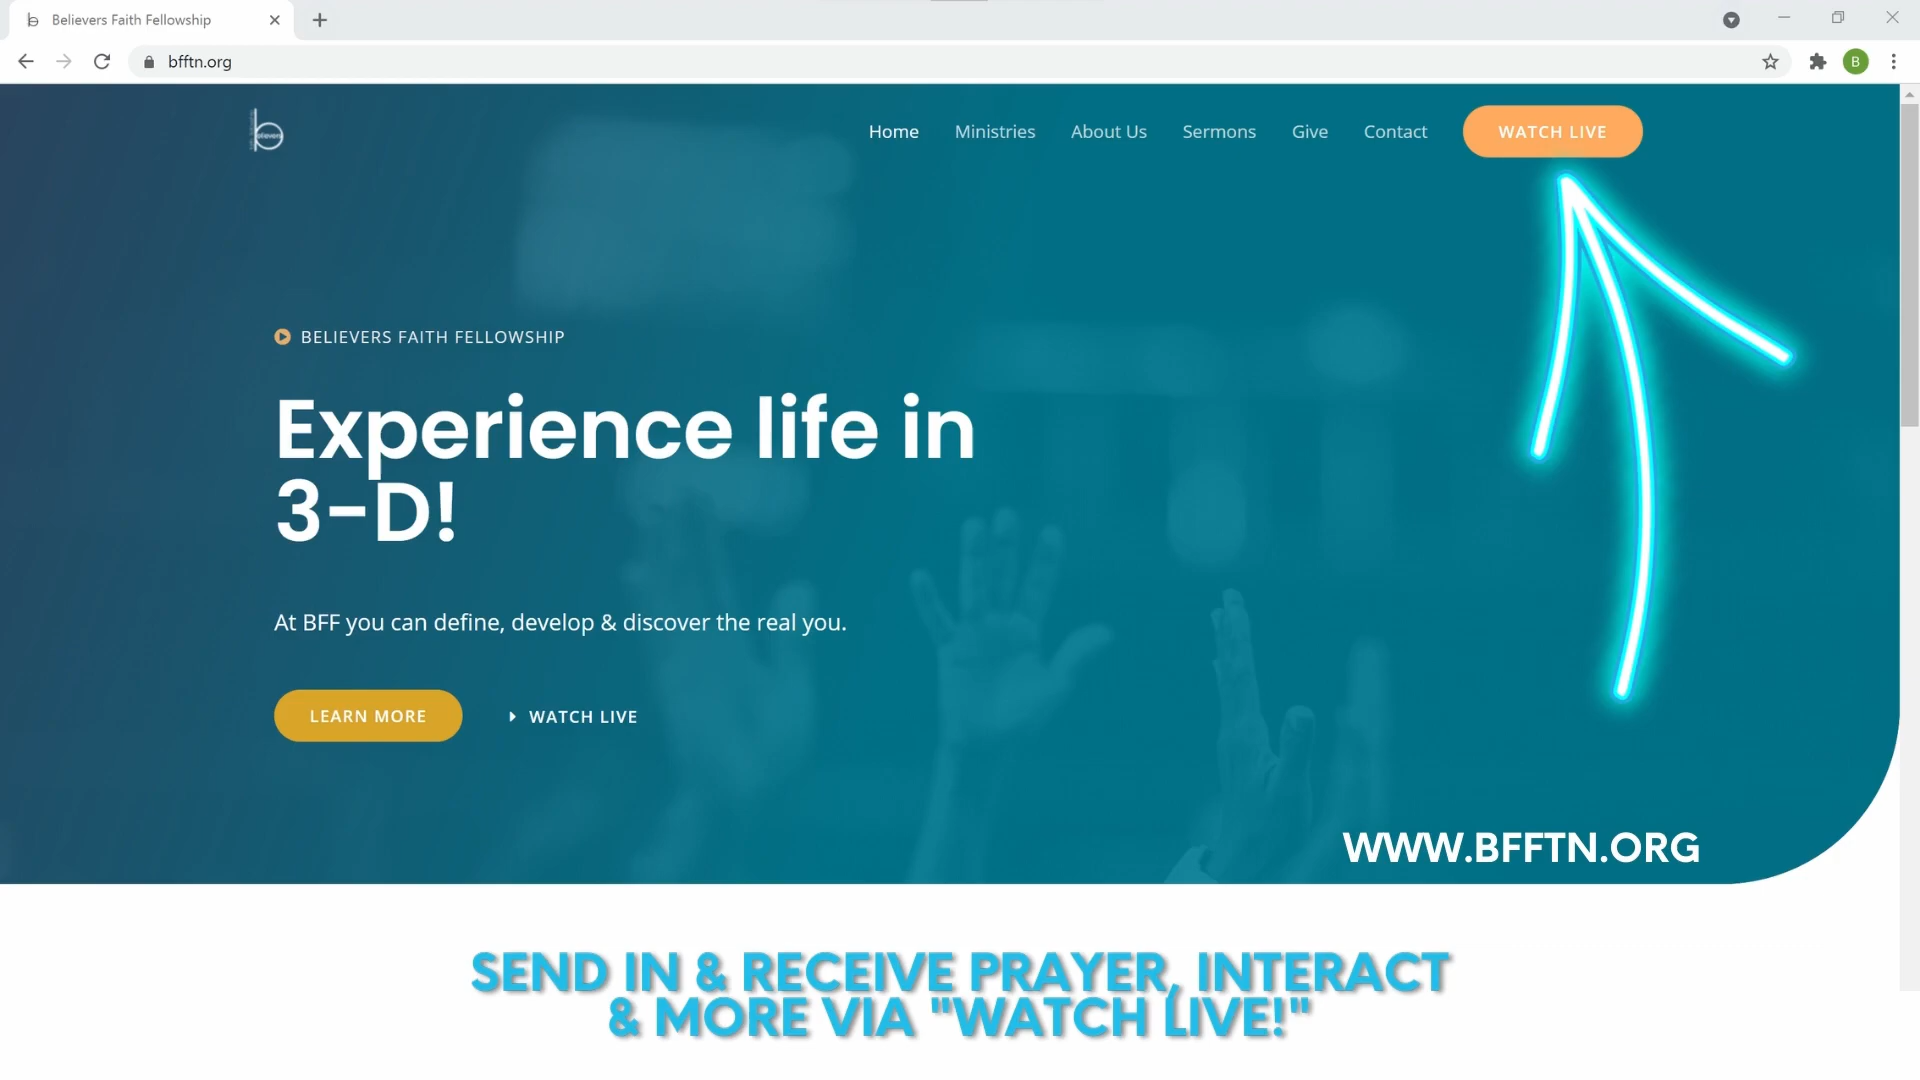 Believers Faith Fellowship
bfftn.org
B
believers
Home Ministries About Us Sermons Give Contact WATCH LIVE
BELIEVERS FAITH FELLOWSHIP
Experience life in
3-D!
At BFF you can define, develop & discover the real you.
LEARN MORE WATCH LIVE
WWW.BFFTN.ORG
SEND IN & RECEIVE PRAYER, INTERACT
& MORE VIA "WATCH LIVE!"